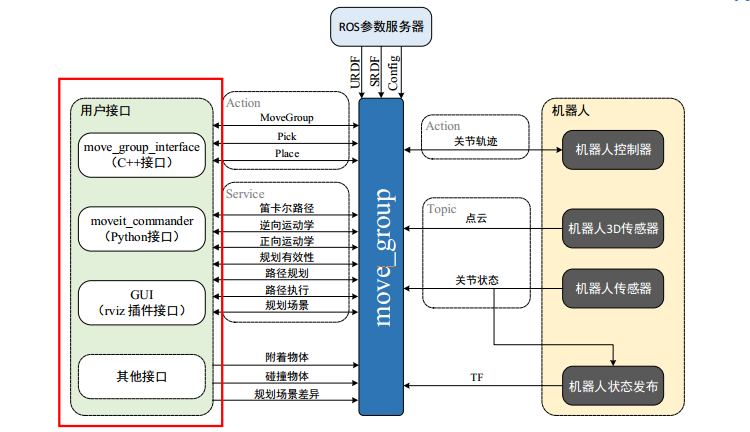 ROS参数服务器
URDF
SRDF
Config
用户接口
move_group_interface
（C++接口）
moveit_commander
（Python接口）
GUI
（rviz 插件接口）
其他接口
Action
MoveGroup
Pick
Place
Service
笛卡尔路径
逆向运动学
正向运动学
规划有效性
路径规划
路径执行
规划场景
附着物体
碰撞物体
规划场景差异
move_group
Action
关节轨迹
Topic
点云
关节状态
TF
机器人
机器人控制器
机器人3D传感器
机器人传感器
机器人状态发布